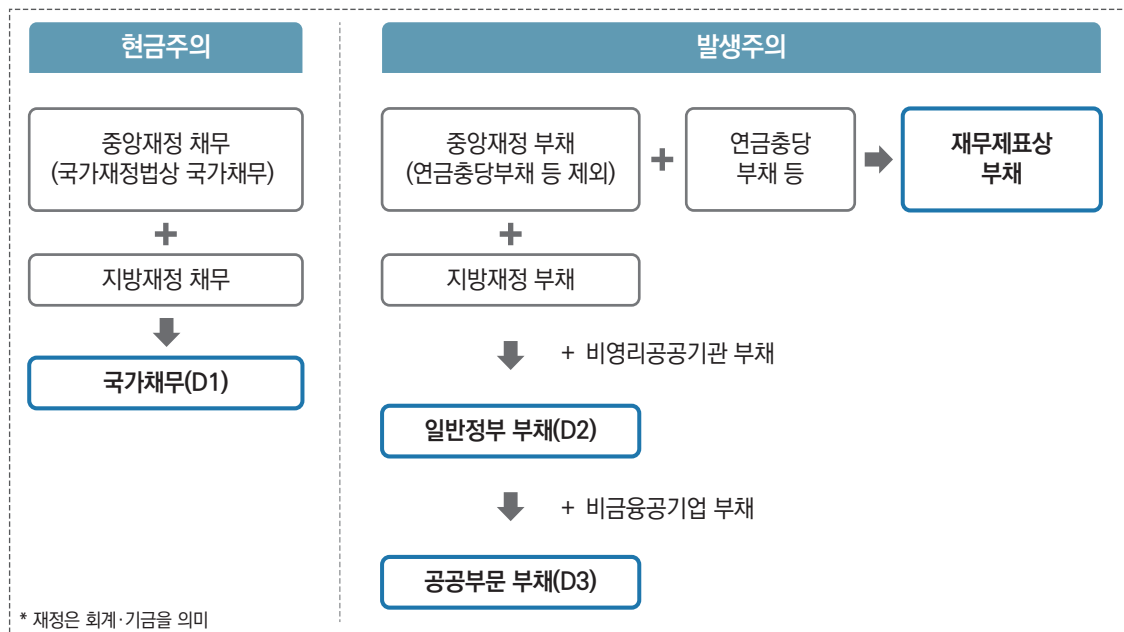 현금주의
중앙재정 채무
(국가재정법상 국가채무)
+
지방재정 채무
국가채무(D1)
* 재정은 회계·기금을 의미
발생주의
중앙재정 부채
(연금충당부채 등 제외)
+
연금충당
부채 등
재무제표상
부채
+
지방재정 부채
+ 비영리공공기관 부채
일반정부 부채(D2)
+ 비금융공기업 부채
공공부문 부채(D3)